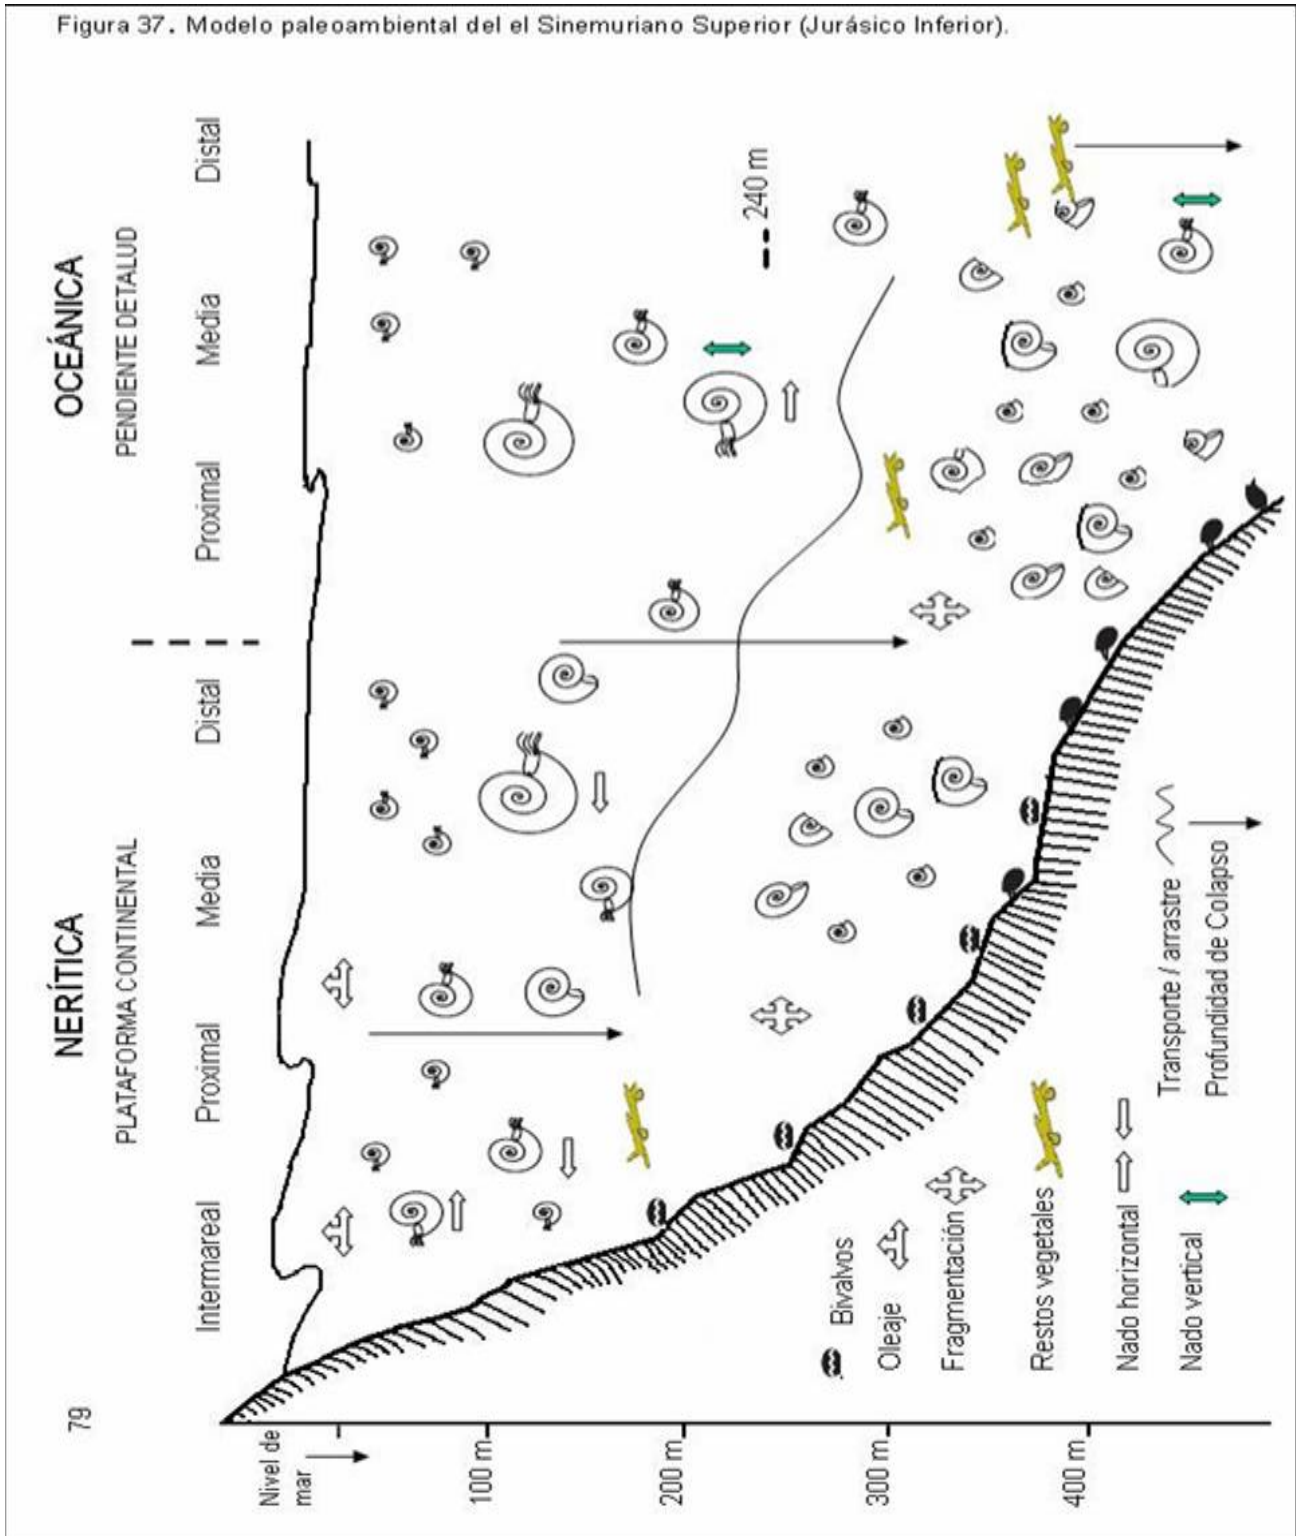 Figura 37. Modelo paleoambiental del el Sinemuriano Superior (Jurásico Inferior).
79
NERÍTICA
OCEÁNICA
PLATAFORMA CONTINENTAL
PENDIENTE DETALUD
Intermareal
Proximal
Media
Distal
Proximal
Media
Distal
Nivel de
mar
100 m
200 m
240 m
300 m
400 m
Bivalvos
Oleaje
Fragmentación
Restos vegetales
Nado horizontal
Nado vertical
Transporte / arrastre
Profundidad de Colapso